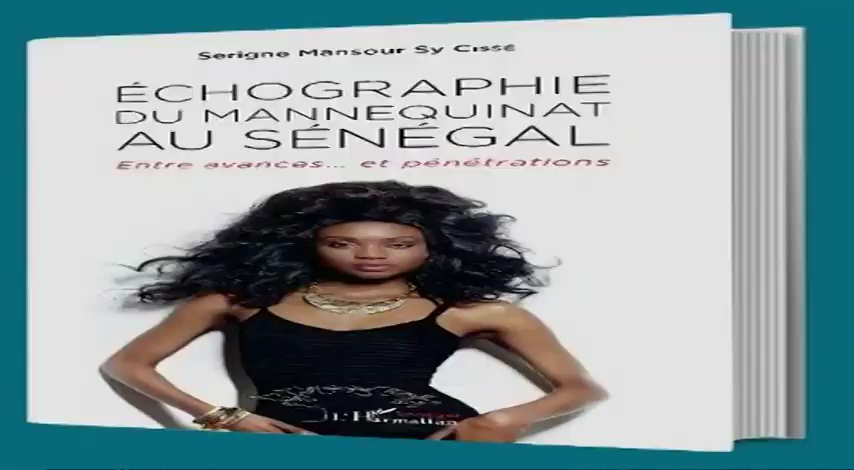 Serigne Mansour Sy Cissé
ÉCHOGRAPHIE
DU MANNEQUINAT
AU SÉNÉGAL
Entre avances... et pénétrations
L'Harmattan